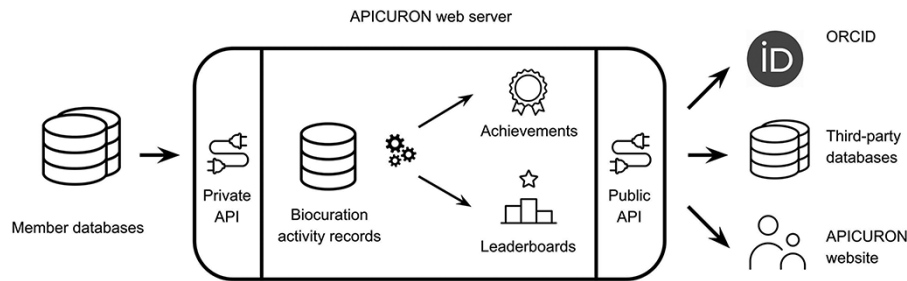 APICURON web server
Member databases
Private
API
Biocuration
activity records
Achievements
Leaderboards
Public
API
iD
ORCID
Third-party
databases
APICURON
website